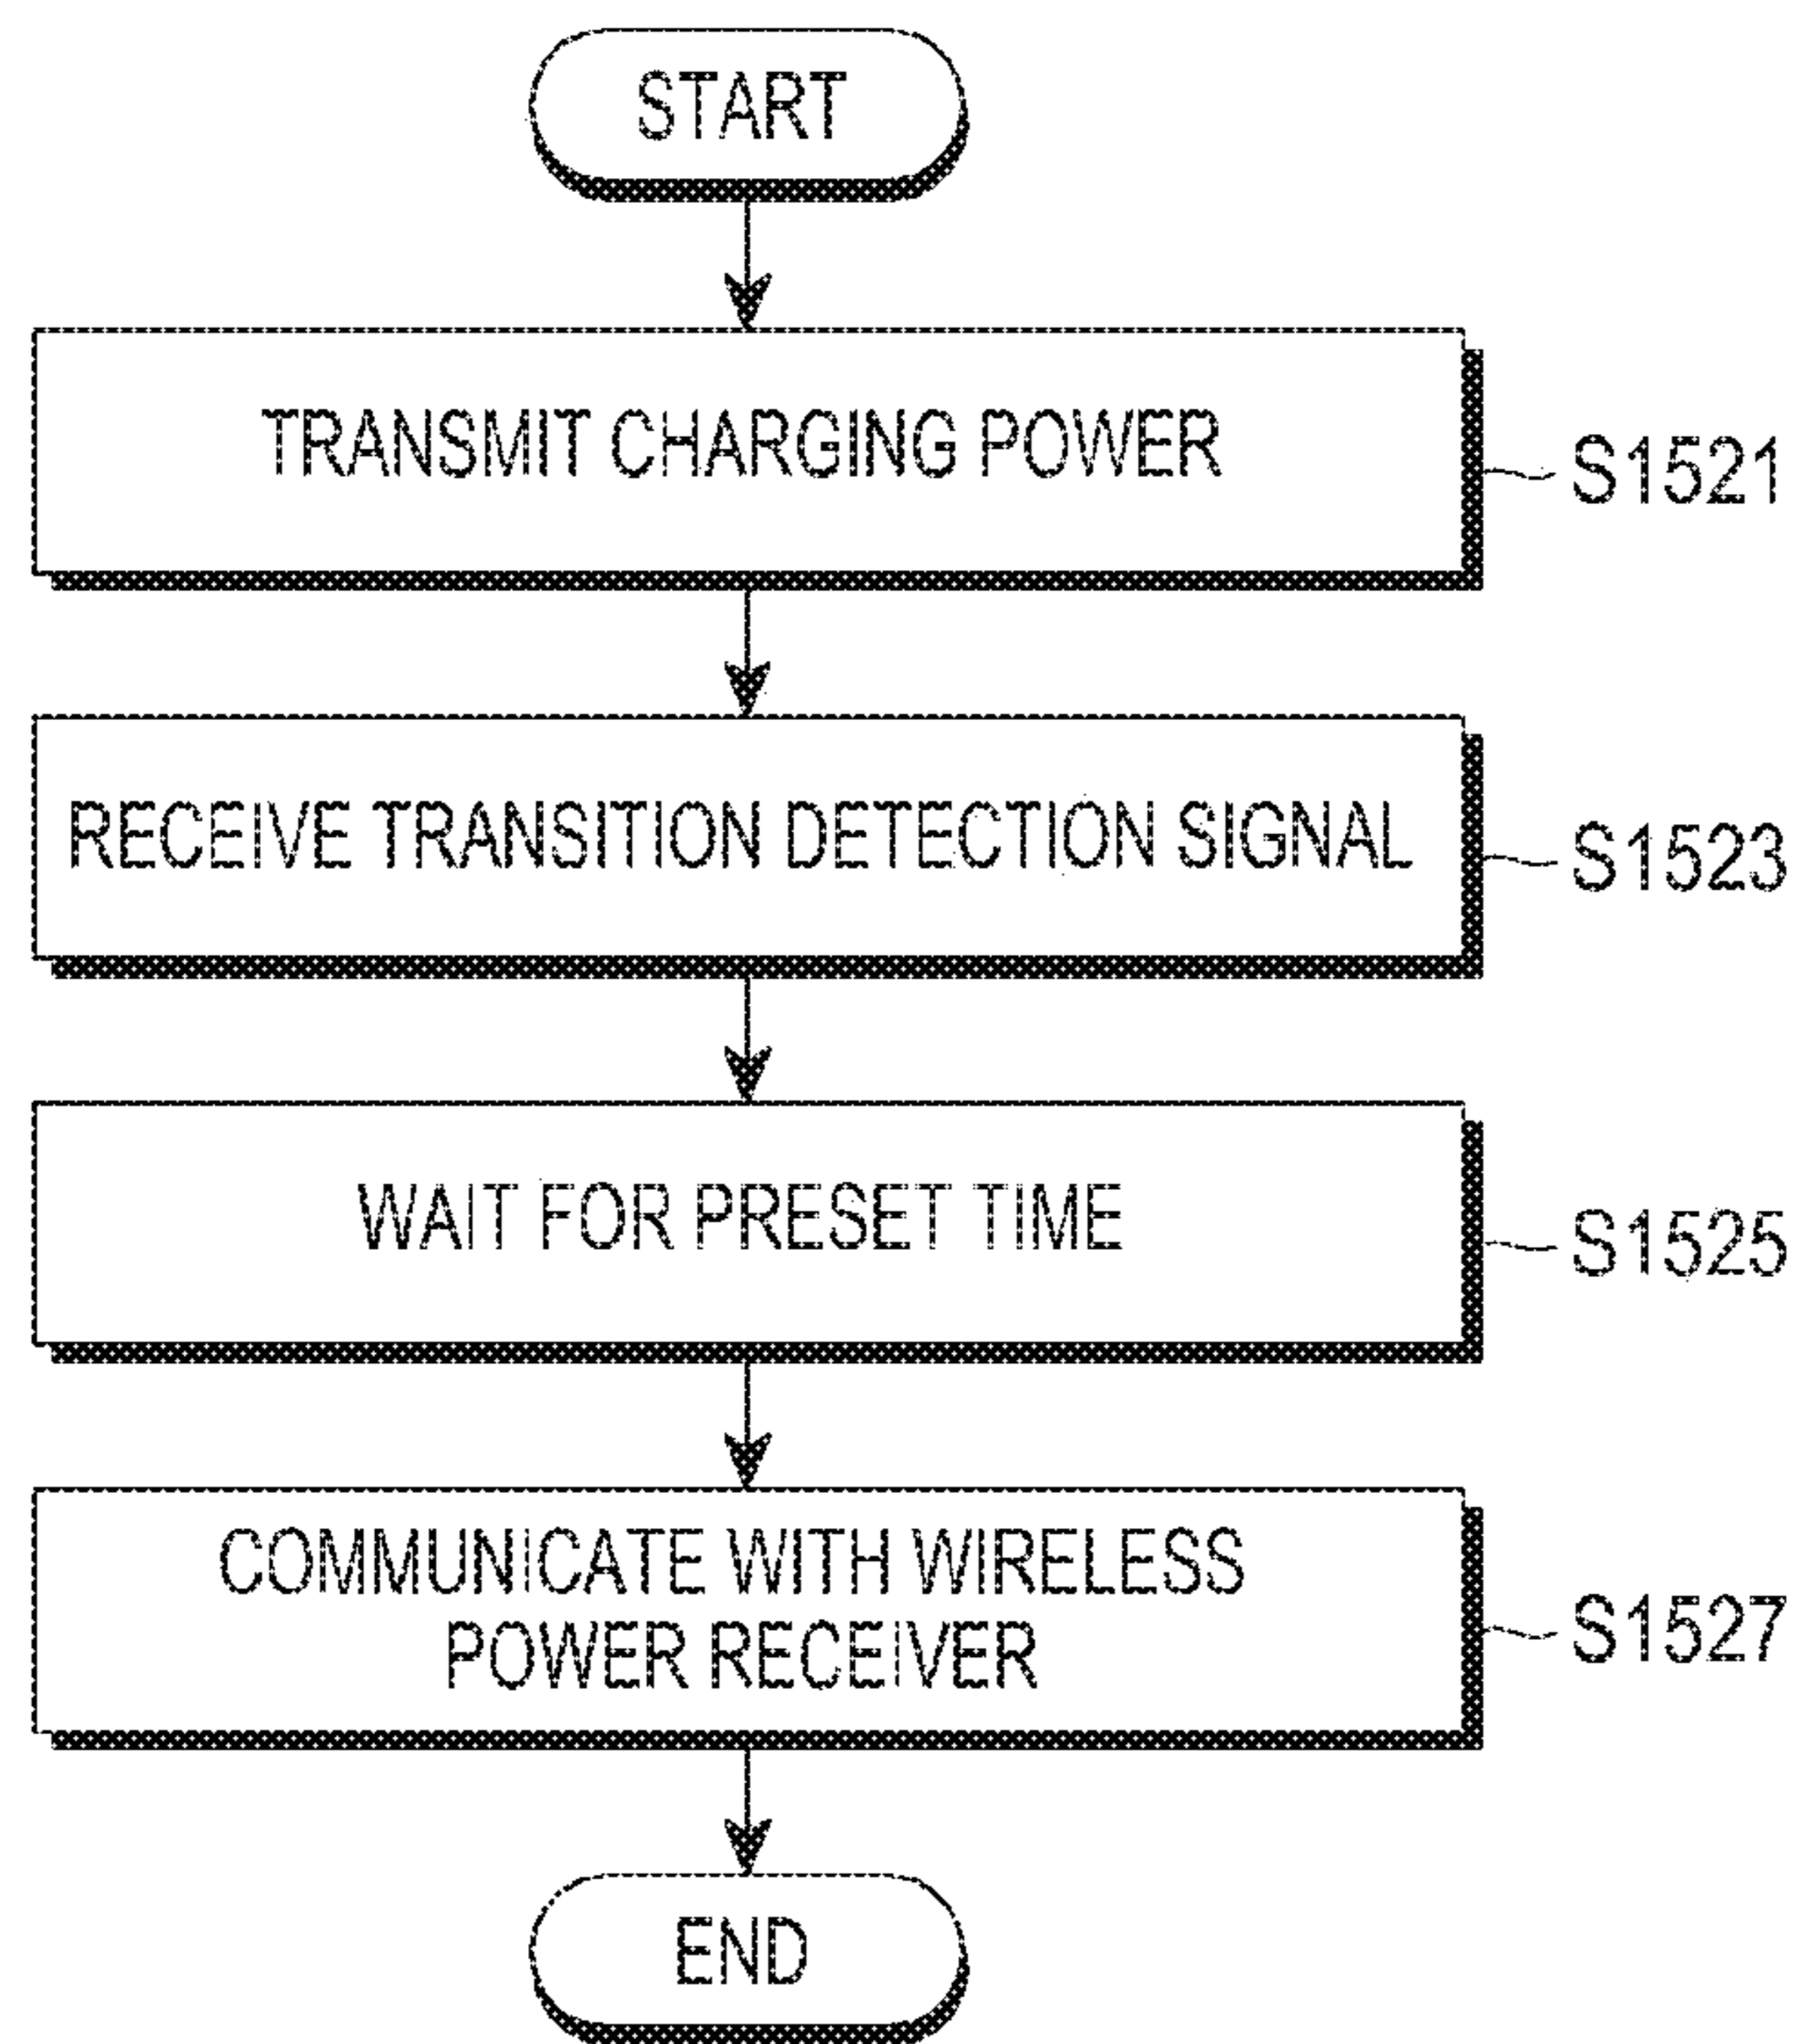 START
TRANSMIT CHARGING POWER
S1521
RECEIVE TRANSITION DETECTION SIGNAL
S1523
WAIT FOR PRESET TIME
S1525
COMMUNICATE WITH WIRELESS
POWER RECEIVER
S1527
END